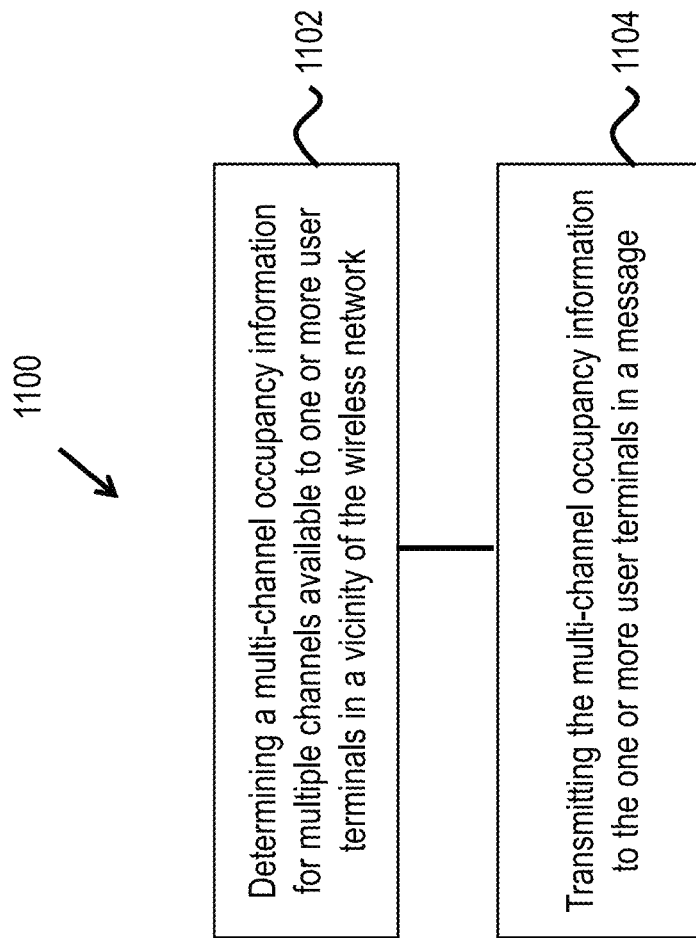 1100
Determining a multi-channel occupancy information
for multiple channels available to one or more user
terminals in a vicinity of the wireless network
1102
Transmitting the multi-channel occupancy information
to the one or more user terminals in a message
1104